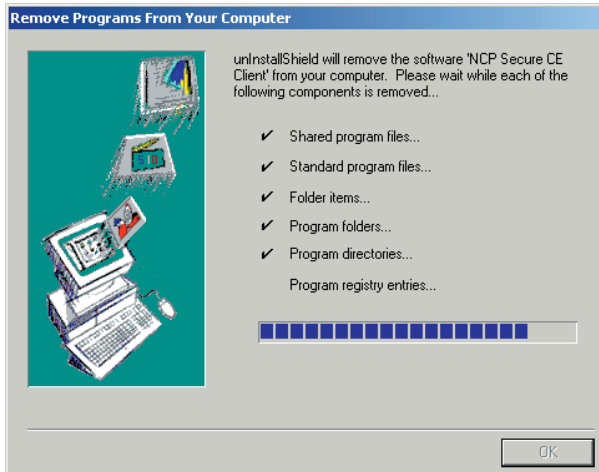 Remove Programs From Your Computer
unInstallShield will remove the software 'NCP Secure CE
Client' from your computer.  Please wait while each of the
following components is removed...
✔ Shared program files...
✔ Standard program files...
✔ Folder items...
✔ Program folders...
✔ Program directories...
Program registry entries...
OK